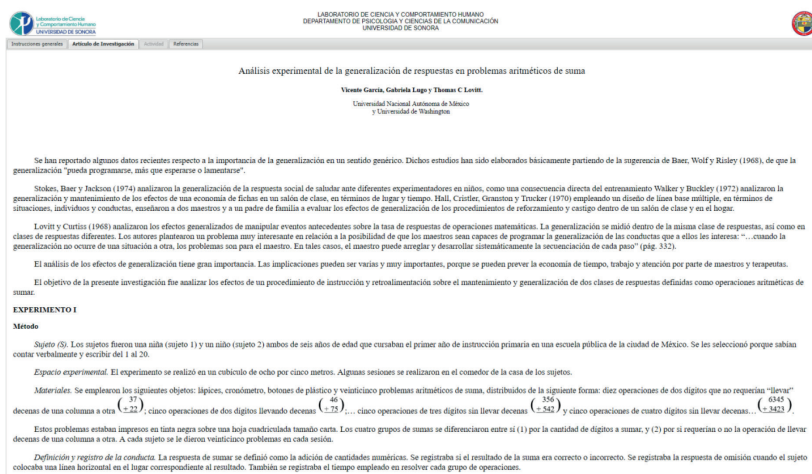 Laboratorio de Ciencia
y Comportamiento Humano
UNIVERSIDAD DE SONORA
LABORATORIO DE CIENCIA Y COMPORTAMIENTO HUMANO
DEPARTAMENTO DE PSICOLOGIA Y CIENCIAS DE LA COMUNICACIÓN
UNIVERSIDAD DE SONORA
Instrucciones generales Artículo de Investigación Actividad Referencias
Análisis experimental de la generalización de respuestas en problemas aritméticos de suma
Vicente García, Gabriela Lugo y Thomas C Lovitt.
Universidad Nacional Autónoma de México
y Universidad de Washington
Se han reportado algunos datos recientes respecto a la importancia de la generalización en un sentido genérico. Dichos estudios han sido elaborados básicamente partiendo de la sugerencia de Baer, Wolf y Risley (1968), de que la
generalización "pueda programarse, más que esperarse o lamentarse".
Stokes, Baer y Jackson (1974) analizaron la generalización de la respuesta social de saludar ante diferentes experimentadores en niños, como una consecuencia directa del entrenamiento Walker y Buckley (1972) analizaron la
generalización y mantenimiento de los efectos de una economía de fichas en un salón de clase, en términos de lugar y tiempo. Hall, Cristler, Granston y Trucker (1970) empleando un diseño de línea base múltiple, en términos de
situaciones, individuos y conductas, enseñaron a dos maestros y a un padre de familia a evaluar los efectos de generalización de los procedimientos de reforzamiento y castigo dentro de un salón de clase y en el hogar.
Lovitt y Curtiss (1968) analizaron los efectos generalizados de manipular eventos antecedentes sobre la tasa de respuestas de operaciones matemáticas. La generalización se midió dentro de la misma clase de respuestas, así como en
clases de respuestas diferentes. Los autores plantearon un problema muy interesante en relación a la posibilidad de que los maestros sean capaces de programar la generalización de las conductas que a ellos les interesa: "…cuando la
generalización no ocurre de una situación a otra, los problemas son para el maestro. En tales casos, el maestro puede arreglar y desarrollar sistemáticamente la secuenciación de cada paso" (pág. 332).
El análisis de los efectos de generalización tiene gran importancia. Las implicaciones pueden ser varias y muy importantes, porque se pueden prever la economía de tiempo, trabajo y atención por parte de maestros y terapeutas.
El objetivo de la presente investigación fue analizar los efectos de un procedimiento de instrucción y retroalimentación sobre el mantenimiento y generalización de dos clases de respuestas definidas como operaciones aritméticas de
sumar.
EXPERIMENTO I
Método
Sujeto (S). Los sujetos fueron una niña (sujeto 1) y un niño (sujeto 2) ambos de seis años de edad que cursaban el primer año de instrucción primaria en una escuela pública de la ciudad de México. Se les seleccionó porque sabían
contar verbalmente y escribir del 1 al 20.
Espacio experimental. El experimento se realizó en un cubículo de ocho por cinco metros. Algunas sesiones se realizaron en el comedor de la casa de los sujetos.
Materiales. Se emplearon los siguientes objetos: lápices, cronómetro, botones de plástico y veinticinco problemas aritméticos de suma, distribuidos de la siguiente forma: diez operaciones de dos dígitos que no requerían "llevar"
decenas de una columna a otra (37 + 22); cinco operaciones de dos dígitos llevando decenas (46 + 75);… cinco operaciones de tres dígitos sin llevar decenas (356 + 542) y cinco operaciones de cuatro dígitos sin llevar decenas… (6345 + 3423).
Estos problemas estaban impresos en tinta negra sobre una hoja cuadriculada tamaño carta. Los cuatro grupos de sumas se diferenciaron entre sí (1) por la cantidad de dígitos a sumar, y (2) por si requerían o no la operación de llevar
decenas de una columna a otra. A cada sujeto se le dieron veinticinco problemas en cada sesión.
Definición y registro de la conducta. La respuesta de sumar se definió como la adición de cantidades numéricas. Se registraba si el resultado de la suma era correcto o incorrecto. Se registraba la respuesta de omisión cuando el sujeto
colocaba una línea horizontal en el lugar correspondiente al resultado. También se registraba el tiempo empleado en resolver cada grupo de operaciones.